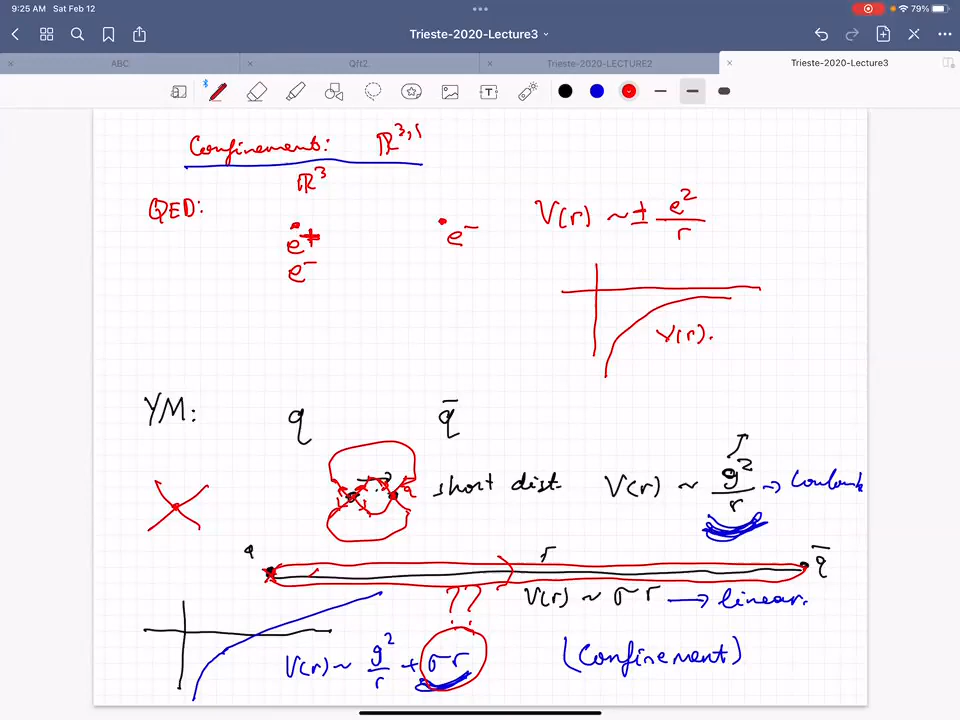 9:25 AM Sat Feb 12
79%
Trieste-2020-Lecture3
ABC
Qft2
Trieste-2020-LECTURE2
Trieste-2020-Lecture3
Confinement: ℝ^{3,1}
ℝ^3
QED:
e^+ e^-
e^-
V(r) ~ ± e^2/r
V(r).
YM: q q̄
short dist. V(r) ~ g^2/r → Coulomb
q r q̄
V(r) ~ σ r → linear.
??
V(r) ~ g^2/r + σ r (Confinement)